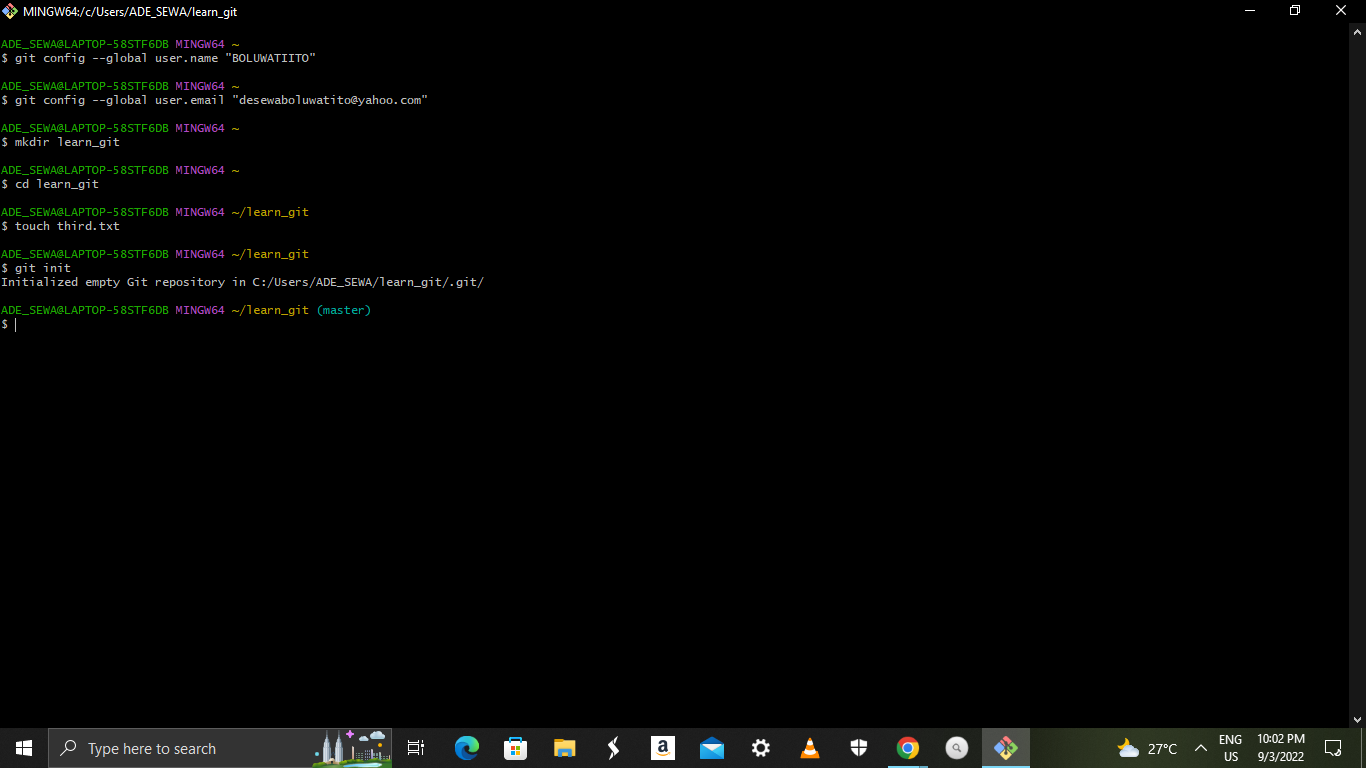 MINGW64:/c/Users/ADE_SEWA/learn_git
ADE_SEWA@LAPTOP-58STF6DB MINGW64 ~
$ git config --global user.name "BOLUWATIITO"
ADE_SEWA@LAPTOP-58STF6DB MINGW64 ~
$ git config --global user.email "desewaboluwatito@yahoo.com"
ADE_SEWA@LAPTOP-58STF6DB MINGW64 ~
$ mkdir learn_git
ADE_SEWA@LAPTOP-58STF6DB MINGW64 ~
$ cd learn_git
ADE_SEWA@LAPTOP-58STF6DB MINGW64 ~/learn_git
$ touch third.txt
ADE_SEWA@LAPTOP-58STF6DB MINGW64 ~/learn_git
$ git init
Initialized empty Git repository in C:/Users/ADE_SEWA/learn_git/.git/
ADE_SEWA@LAPTOP-58STF6DB MINGW64 ~/learn_git (master)
$
Type here to search
a
27°C
ENG
US
10:02 PM
9/3/2022